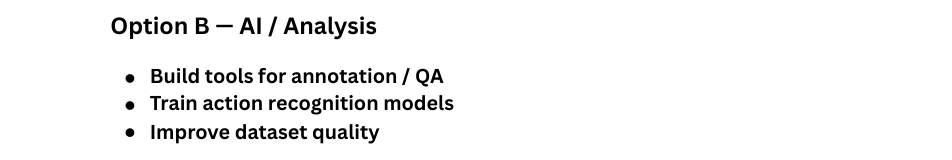 Option B — AI / Analysis
● Build tools for annotation / QA
● Train action recognition models
● Improve dataset quality